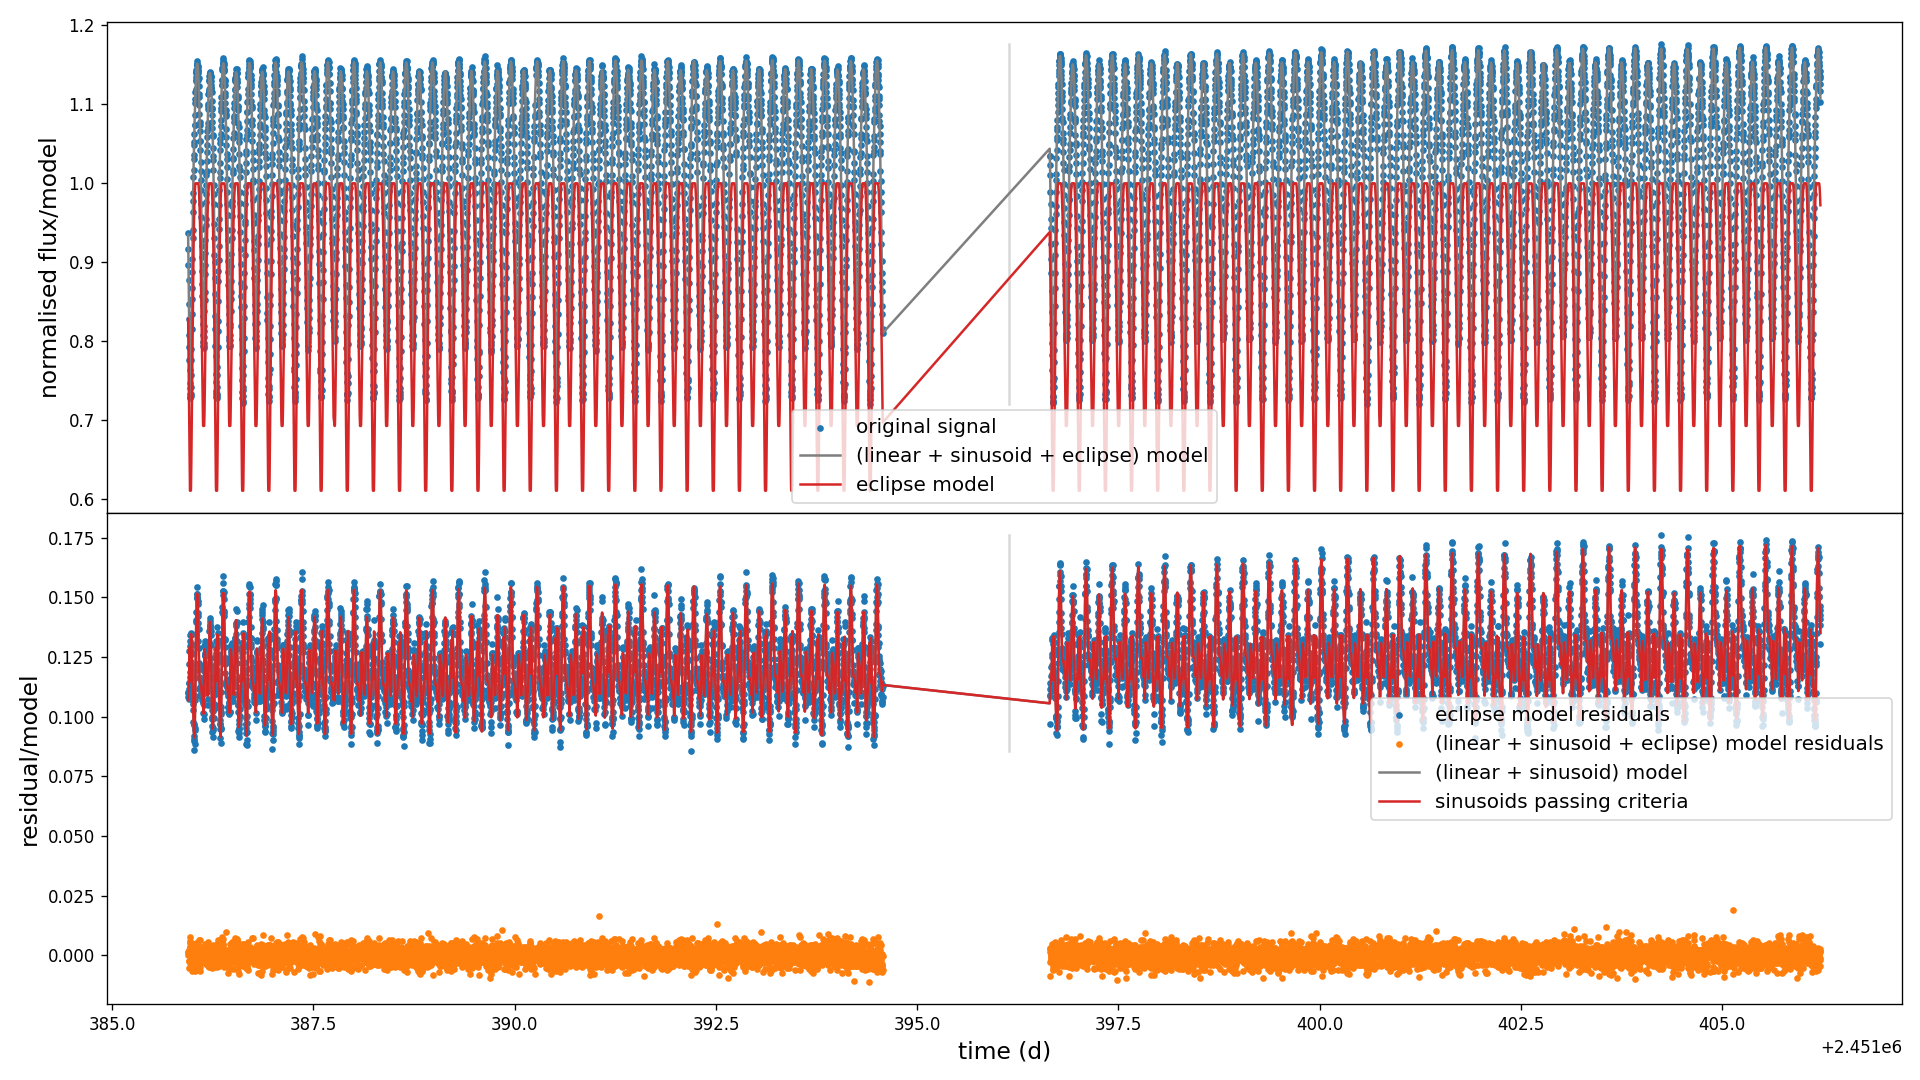 1.2
1.1
1.0
0.9
0.8
0.7
0.6
normalised flux/model
original signal
(linear + sinusoid + eclipse) model
eclipse model
0.175
0.150
0.125
0.100
0.075
0.050
0.025
0.000
residual/model
eclipse model residuals
(linear + sinusoid + eclipse) model residuals
(linear + sinusoid) model
sinusoids passing criteria
385.0 387.5 390.0 392.5 395.0 397.5 400.0 402.5 405.0
time (d)
+2.451e6